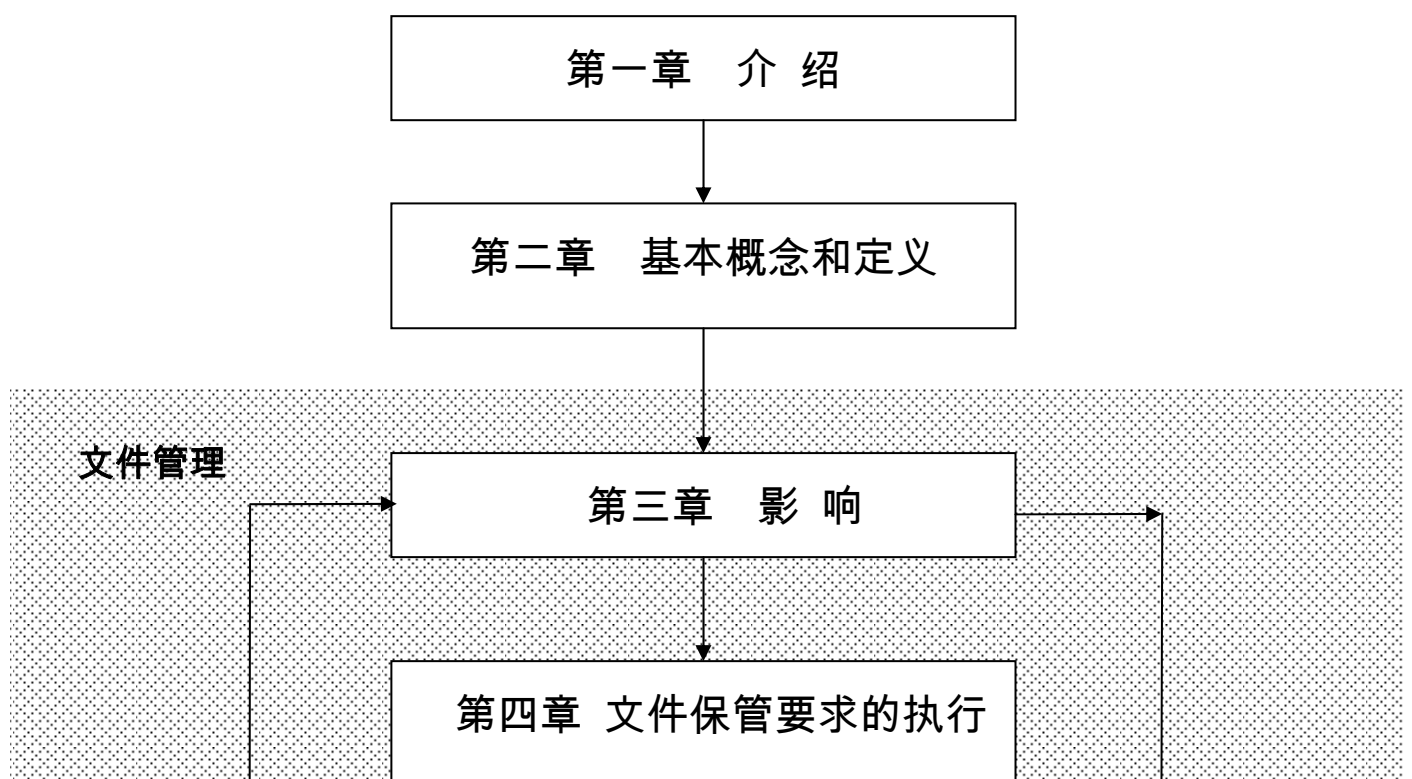 第一章 介 绍
第二章 基本概念和定义
文件管理
第三章 影 响
第四章 文件保管要求的执行